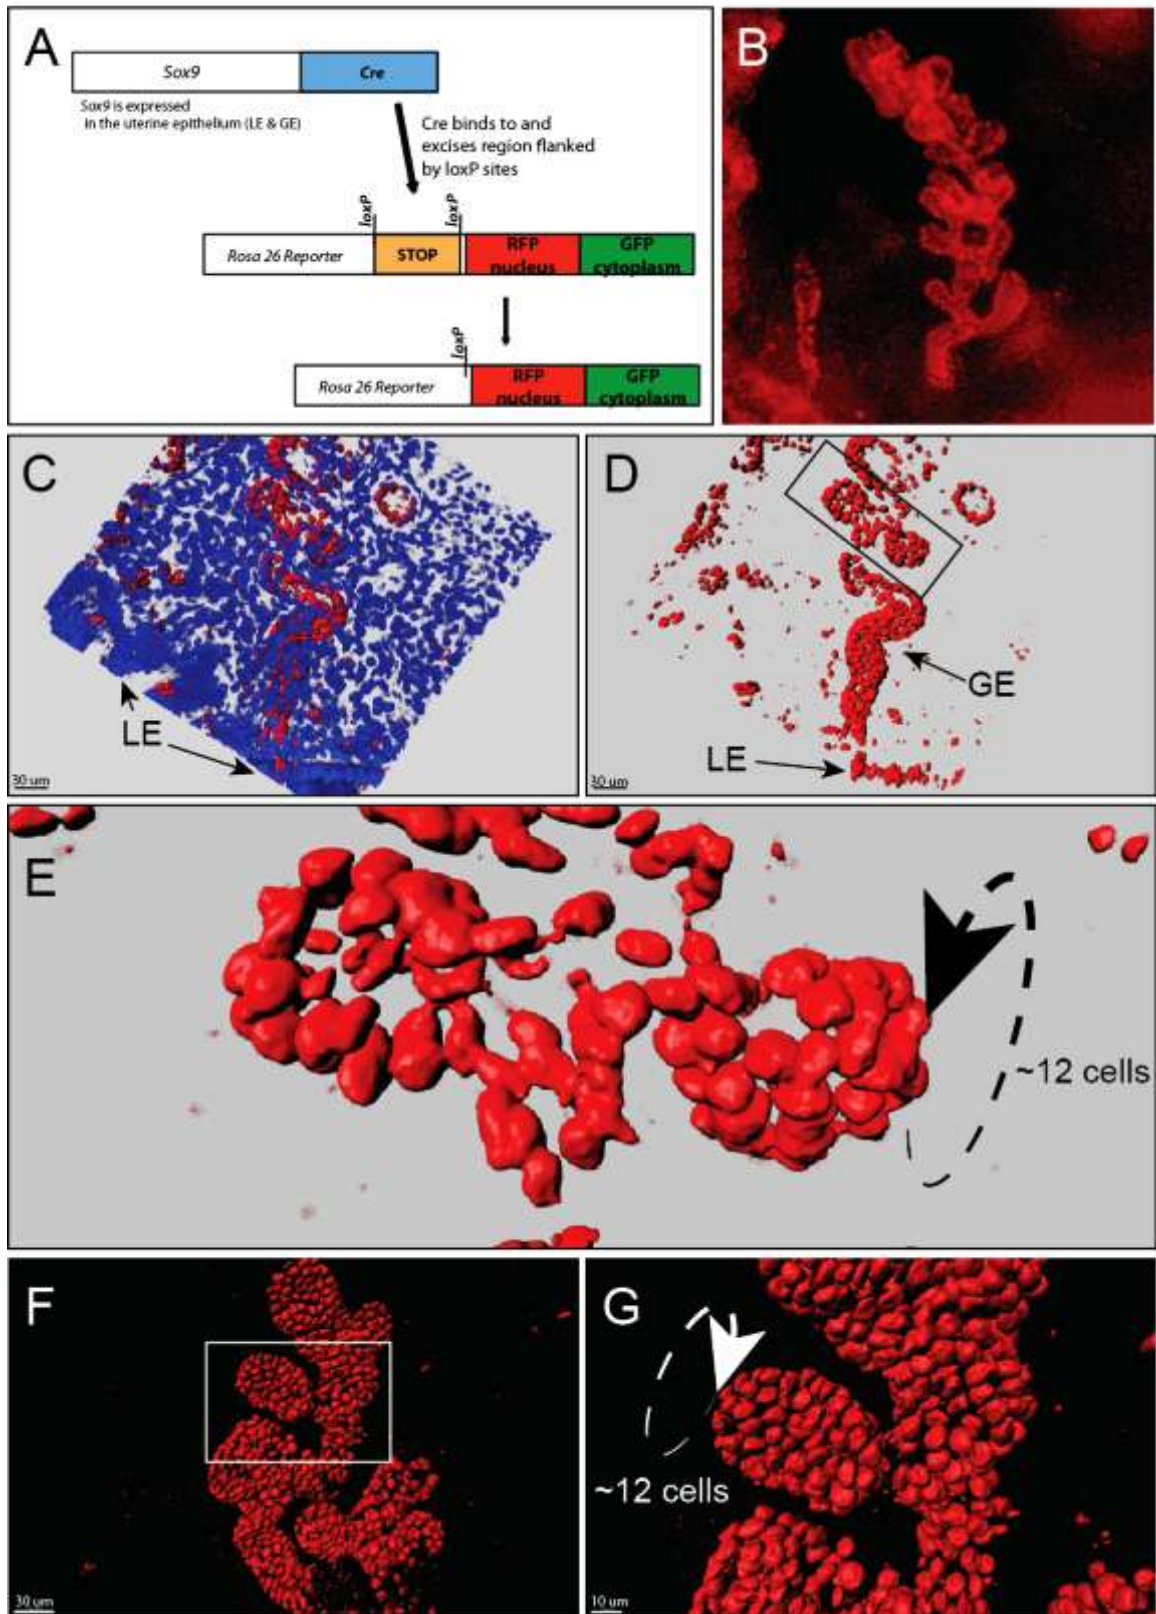 A
Sox9
Cre
Sox9 is expressed
in the uterine epithelium (LE & GE)
Cre binds to and
excises region flanked
by loxP sites
loxP
loxP
Rosa 26 Reporter
STOP
RFP
nucleus
GFP
cytoplasm
loxP
Rosa 26 Reporter
RFP
nucleus
GFP
cytoplasm
B
C
LE
30 um
D
GE
LE
30 um
E
~12 cells
F
30 um
G
~12 cells
10 um